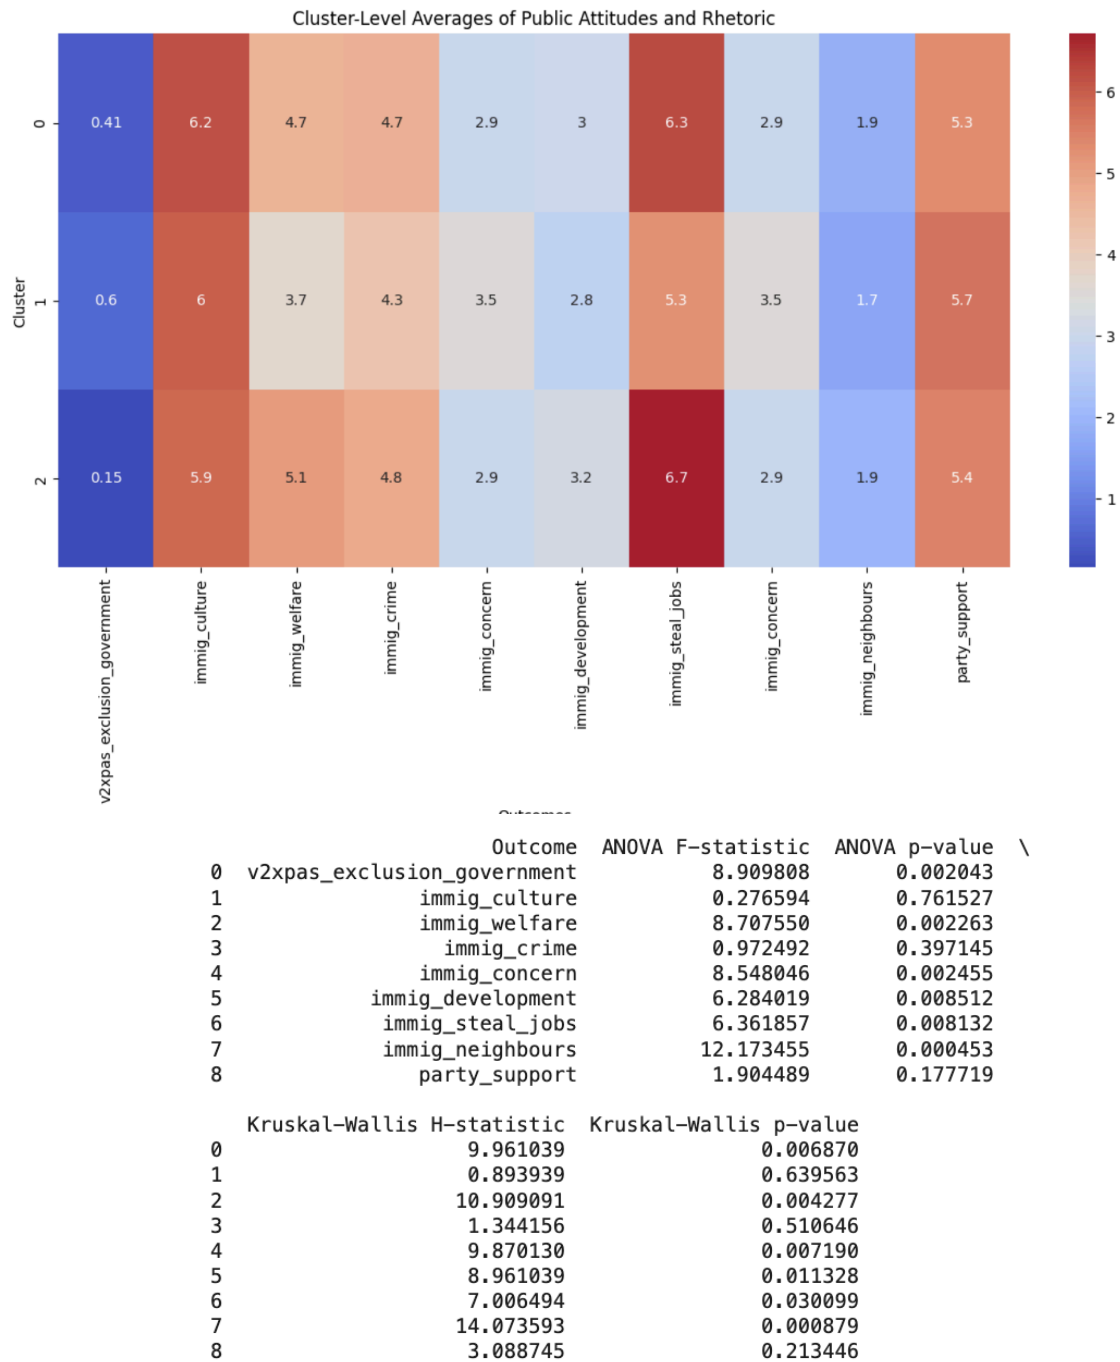 Cluster-Level Averages of Public Attitudes and Rhetoric
0.41 6.2 4.7 4.7 2.9 3 6.3 2.9 1.9 5.3
0.6 6 3.7 4.3 3.5 2.8 5.3 3.5 1.7 5.7
0.15 5.9 5.1 4.8 2.9 3.2 6.7 2.9 1.9 5.4
Cluster
0
1
2
6
5
4
3
2
1
v2xpas_exclusion_government
immig_culture
immig_welfare
immig_crime
immig_concern
immig_development
immig_steal_jobs
immig_concern
immig_neighbours
party_support
Outcomes
Outcome ANOVA F-statistic ANOVA p-value \
0 v2xpas_exclusion_government 8.909808 0.002043
1 immig_culture 0.276594 0.761527
2 immig_welfare 8.707550 0.002263
3 immig_crime 0.972492 0.397145
4 immig_concern 8.548046 0.002455
5 immig_development 6.284019 0.008512
6 immig_steal_jobs 6.361857 0.008132
7 immig_neighbours 12.173455 0.000453
8 party_support 1.904489 0.177719
Kruskal-Wallis H-statistic Kruskal-Wallis p-value
0 9.961039 0.006870
1 0.893939 0.639563
2 10.909091 0.004277
3 1.344156 0.510646
4 9.870130 0.007190
5 8.961039 0.011328
6 7.006494 0.030099
7 14.073593 0.000879
8 3.088745 0.213446